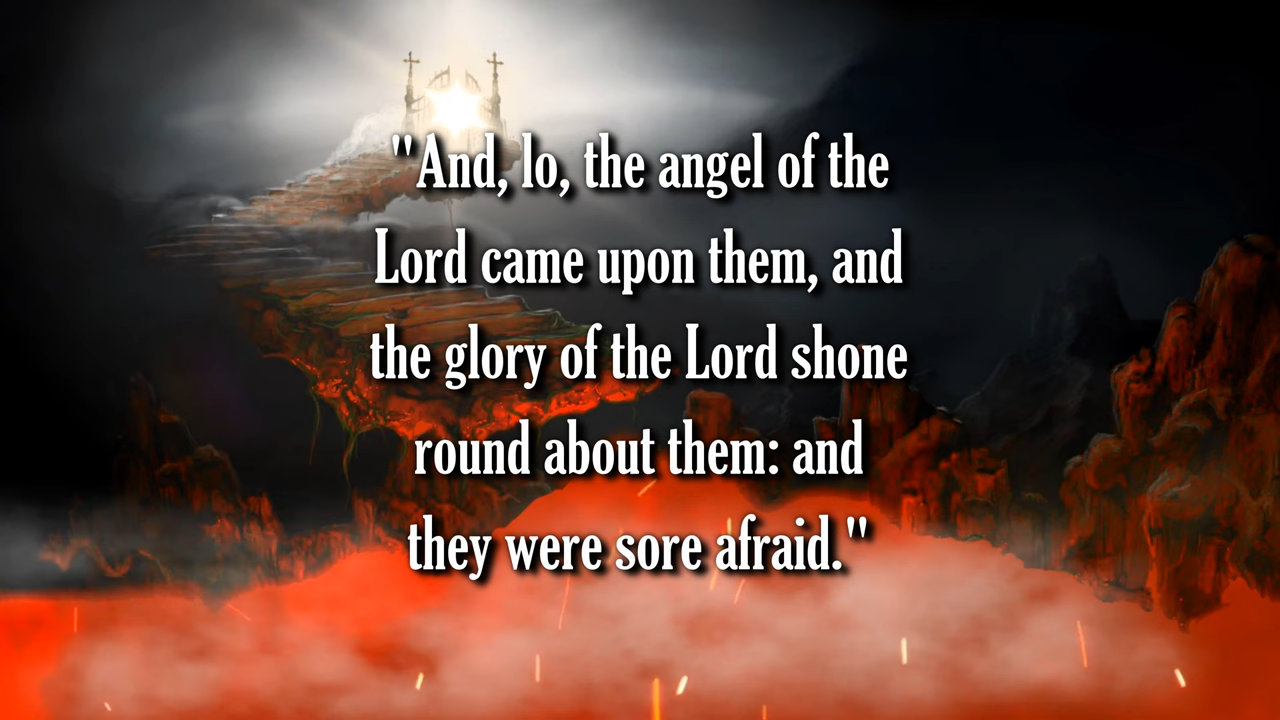 "And, lo, the angel of the
Lord came upon them, and
the glory of the Lord shone
round about them: and
they were sore afraid."